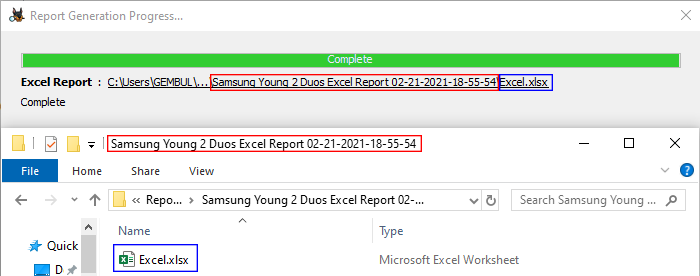 Report Generation Progress...
Complete
Excel Report : C:\Users\GEMBUL\...\Samsung Young 2 Duos Excel Report 02-21-2021-18-55-54\Excel.xlsx
Complete
Samsung Young 2 Duos Excel Report 02-21-2021-18-55-54
File Home Share View
« Repo... › Samsung Young 2 Duos Excel Report 02-... Search Samsung Young ...
Name Type
Quick
Excel.xlsx Microsoft Excel Worksheet
D